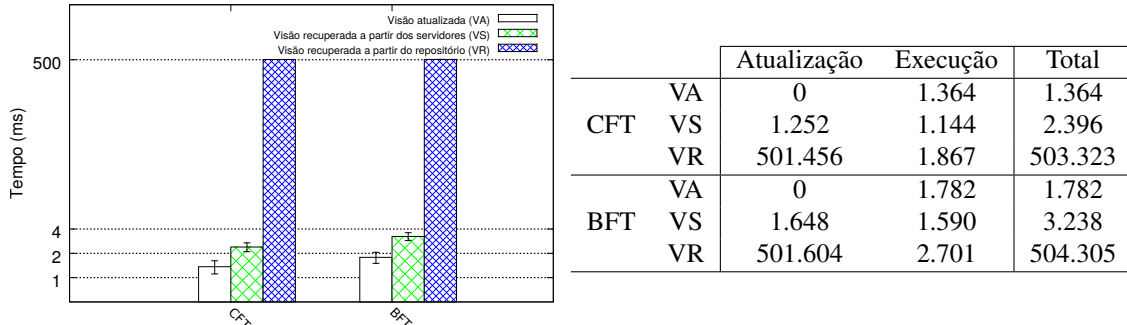 Visão atualizada (VA)
Visão recuperada a partir dos servidores (VS)
Visão recuperada a partir do repositório (VR)
500
4
2
1
Tempo (ms)
CFT
BFT
Atualização Execução Total
VA 0 1.364 1.364
CFT VS 1.252 1.144 2.396
VR 501.456 1.867 503.323
VA 0 1.782 1.782
BFT VS 1.648 1.590 3.238
VR 501.604 2.701 504.305